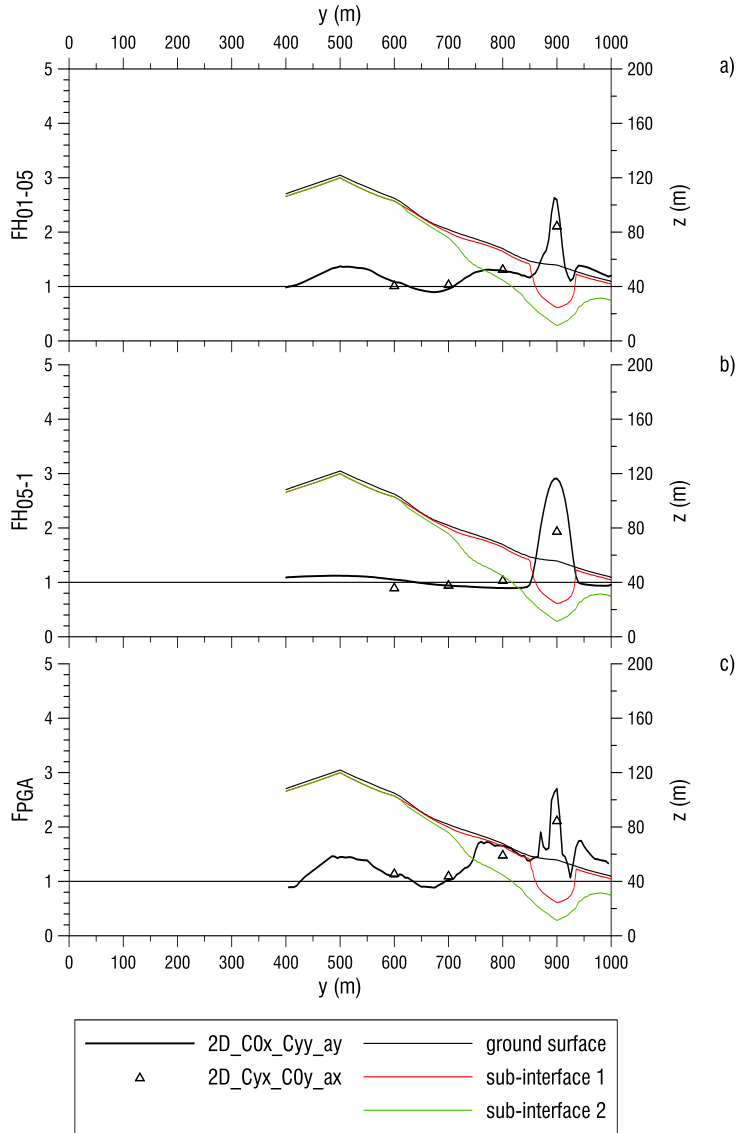 y (m)
0 100 200 300 400 500 600 700 800 900 1000
a)
5 4 3 2 1 0
FH01-05
200 160 120 80 40 0
z (m)
b)
5 4 3 2 1 0
FH05-1
200 160 120 80 40 0
z (m)
c)
5 4 3 2 1 0
FPGA
200 160 120 80 40 0
z (m)
0 100 200 300 400 500 600 700 800 900 1000
y (m)
2D_C0x_Cyy_ay ground surface
2D_Cyx_C0y_ax sub-interface 1
sub-interface 2